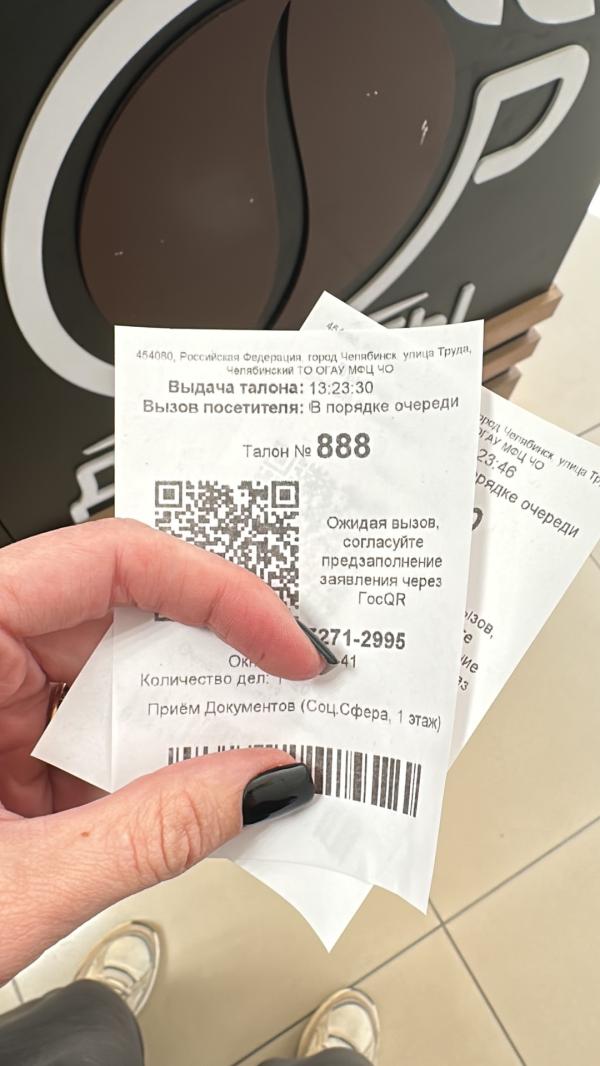 454080, Российская Федерация, город Челябинск, улица Труда,
Челябинский ТО ОГАУ МФЦ ЧО
Выдача талона: 13:23:30
Вызов посетителя: В порядке очереди
Талон № 888
Ожидая вызов,
согласуйте
предзаполнение
заявления через
ГосQR
271-2995
41
Количество дел:
Приём Документов (Соц.Сфера, 1 этаж)
город Челябинск, улица
ОГАУ МФЦ ЧО
23:46
порядке очереди